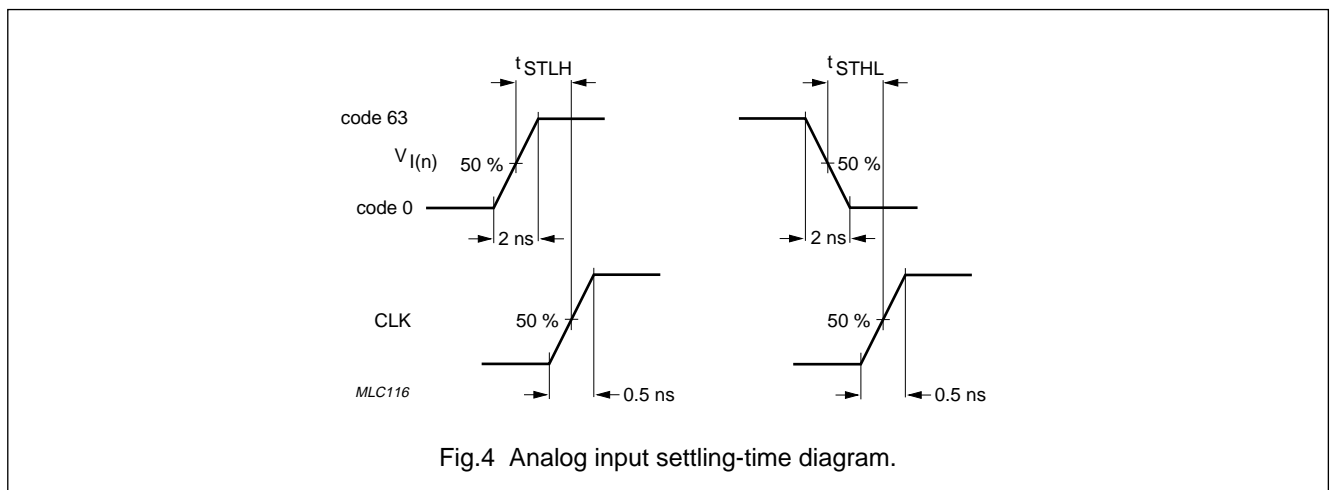 t STLH
t STHL
code 63
V I(n)
50 %
50 %
code 0
2 ns
2 ns
CLK
50 %
50 %
MLC116
0.5 ns
0.5 ns
Fig.4 Analog input settling-time diagram.